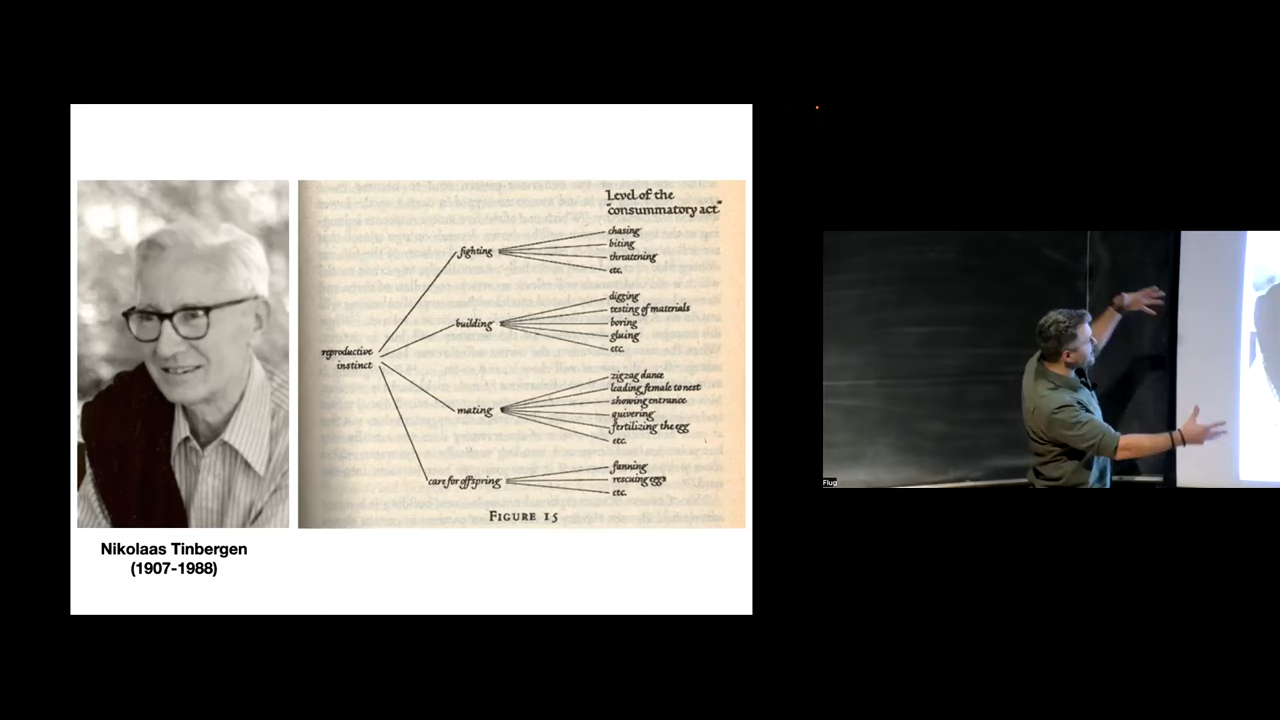 Level of the
"consummatory act"
chasing
fighting
biting
threatening
etc.
digging
testing of materials
building
boring
gluing
etc.
reproductive
instinct
zigzag dance
leading female to nest
showing entrance
mating
quivering
fertilizing the egg
etc.
fanning
care for offspring
rescuing eggs
etc.
FIGURE 15
Nikolaas Tinbergen
(1907-1988)
Flug